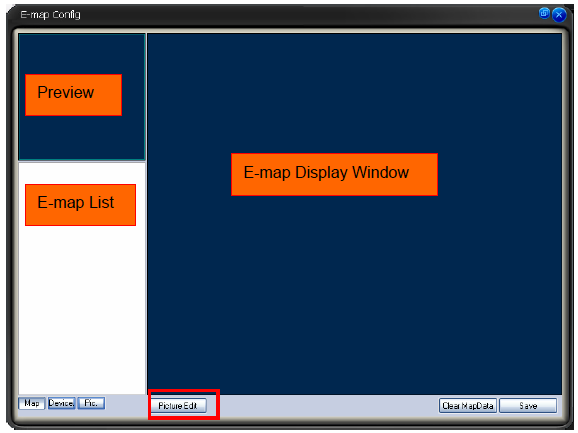 E-map Config
Preview
E-map Display Window
E-map List
Map Device Pic. Picture Edit Clear MapData Save